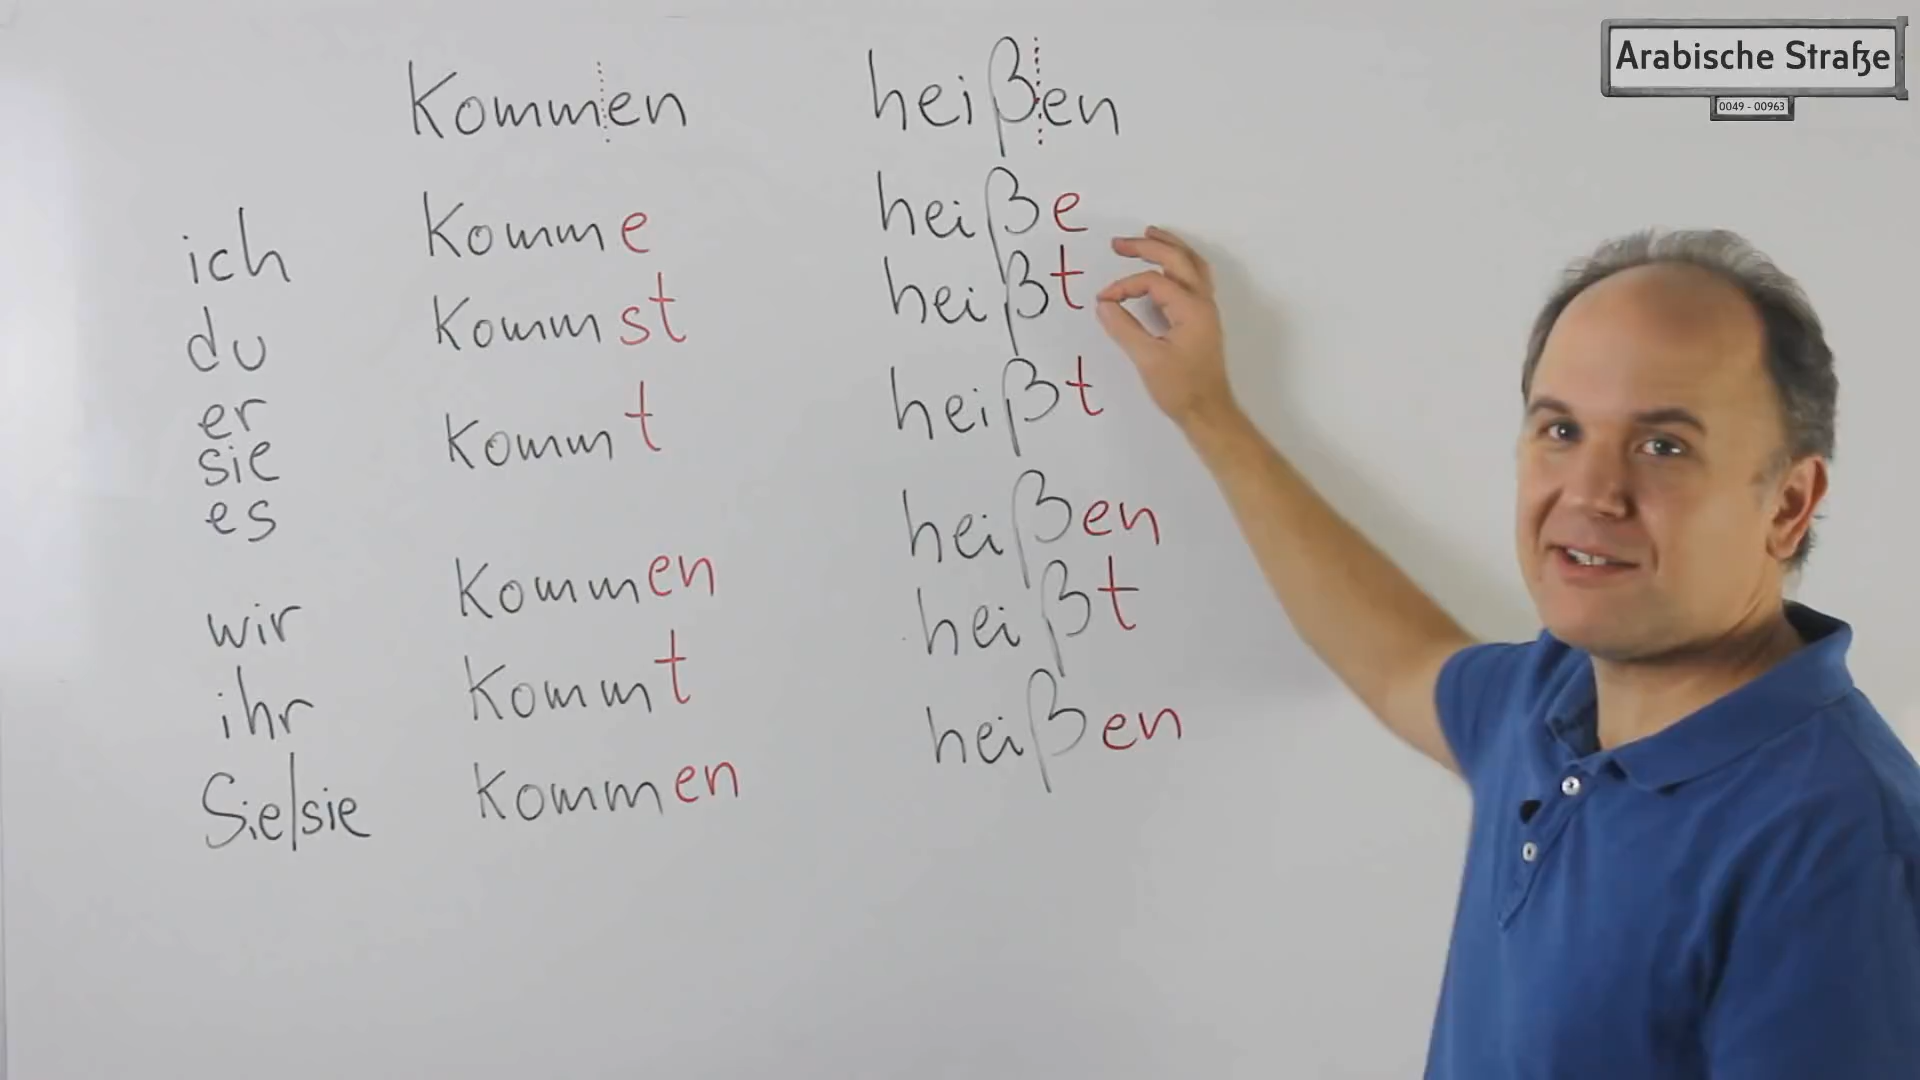 Arabische Straße
0049 - 00963
kommen heißen
ich komme heiße
du kommst heißt
er
sie kommt heißt
es
wir kommen heißen
ihr kommt heißt
Sie/sie kommen heißen